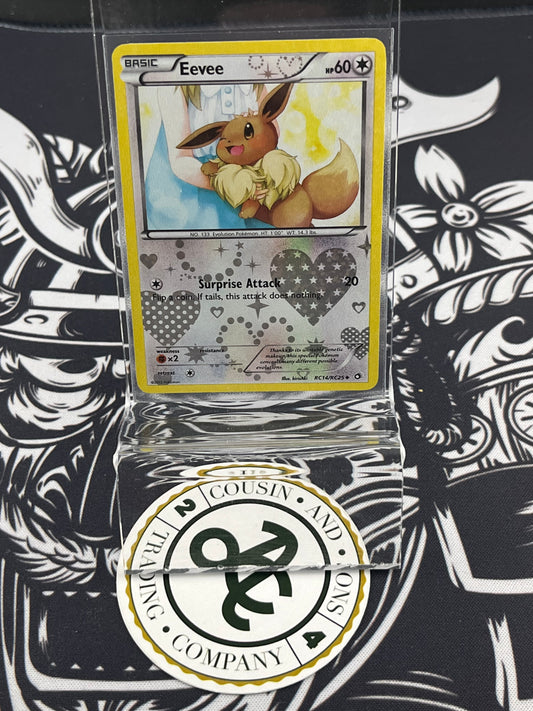 BASIC
Eevee
HP60
NO. 133 Evolution Pokémon HT: 1'00" WT: 14.3 lbs.
Surprise Attack 20
Flip a coin. If tails, this attack does nothing.
weakness
×2
resistance
retreat
Thanks to its unstable genetic
makeup, this special Pokémon
conceals many different possible
evolutions.
Illus. kirisAki
RC14/RC25
COUSIN • AND • SONS • 4 • COMPANY • TRADING • 2